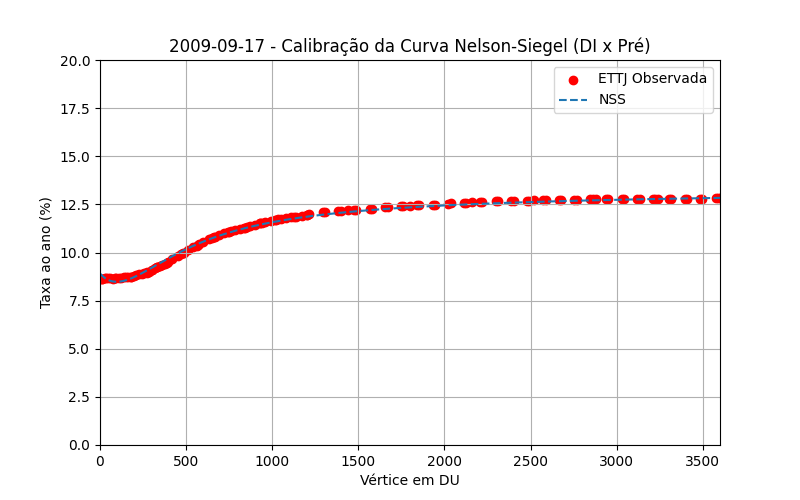 2009-09-17 - Calibração da Curva Nelson-Siegel (DI x Pré)
20.0
17.5
15.0
12.5
10.0
7.5
5.0
2.5
0.0
Taxa ao ano (%)
ETTJ Observada
NSS
0 500 1000 1500 2000 2500 3000 3500
Vértice em DU